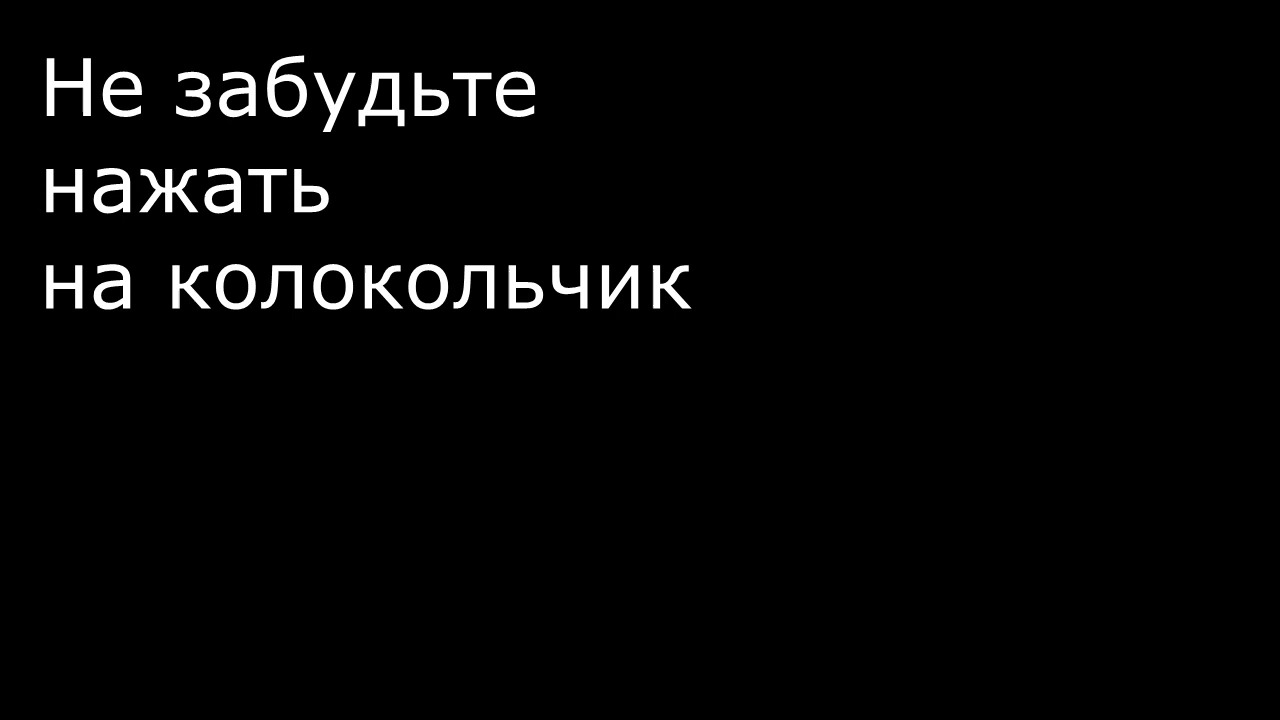 Не забудьте
нажать
на колокольчик